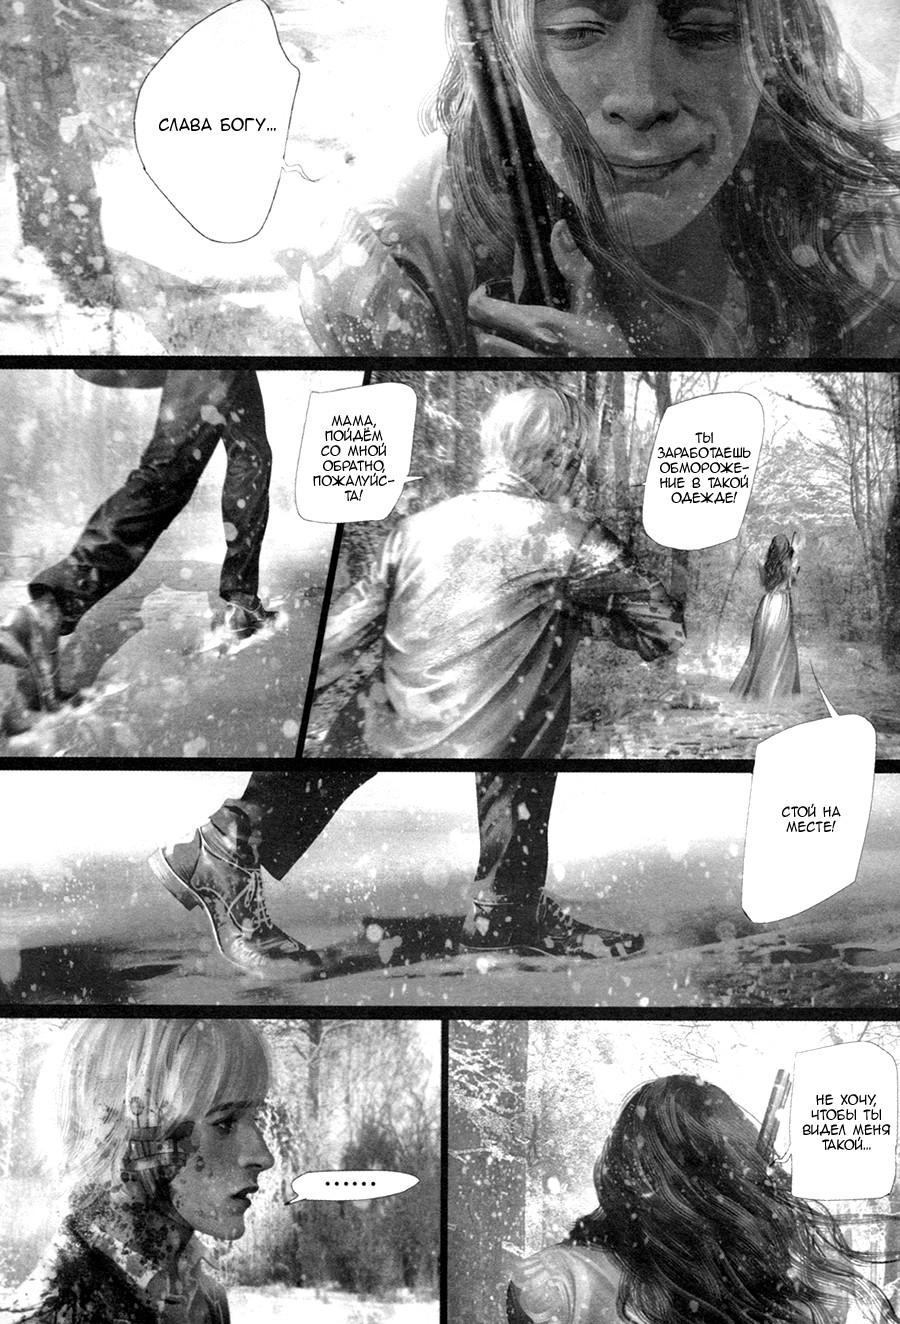 СЛАВА БОГУ...
МАМА,
ПОЙДЁМ
СО МНОЙ
ОБРАТНО,
ПОЖАЛУЙС-
ТА!
ТЫ
ЗАРАБОТАЕШЬ
ОБМОРОЖЕ-
НИЕ В ТАКОЙ
ОДЕЖДЕ!
СТОЙ НА
МЕСТЕ!
......
НЕ ХОЧУ,
ЧТОБЫ ТЫ
ВИДЕЛ МЕНЯ
ТАКОЙ...